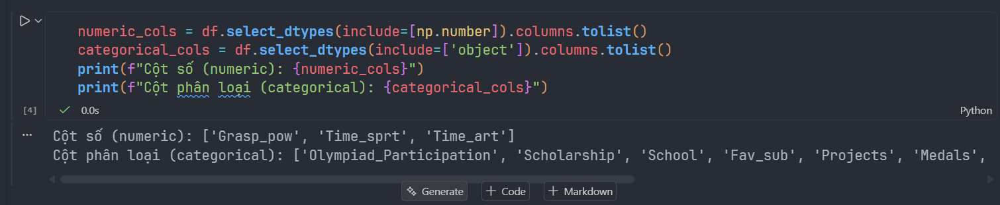 numeric_cols = df.select_dtypes(include=[np.number]).columns.tolist()
categorical_cols = df.select_dtypes(include=['object']).columns.tolist()
print(f"Cột số (numeric): {numeric_cols}")
print(f"Cột phân loại (categorical): {categorical_cols}")
[4] 0.0s Python
Cột số (numeric): ['Grasp_pow', 'Time_sprt', 'Time_art']
Cột phân loại (categorical): ['Olympiad_Participation', 'Scholarship', 'School', 'Fav_sub', 'Projects', 'Medals',
Generate + Code + Markdown